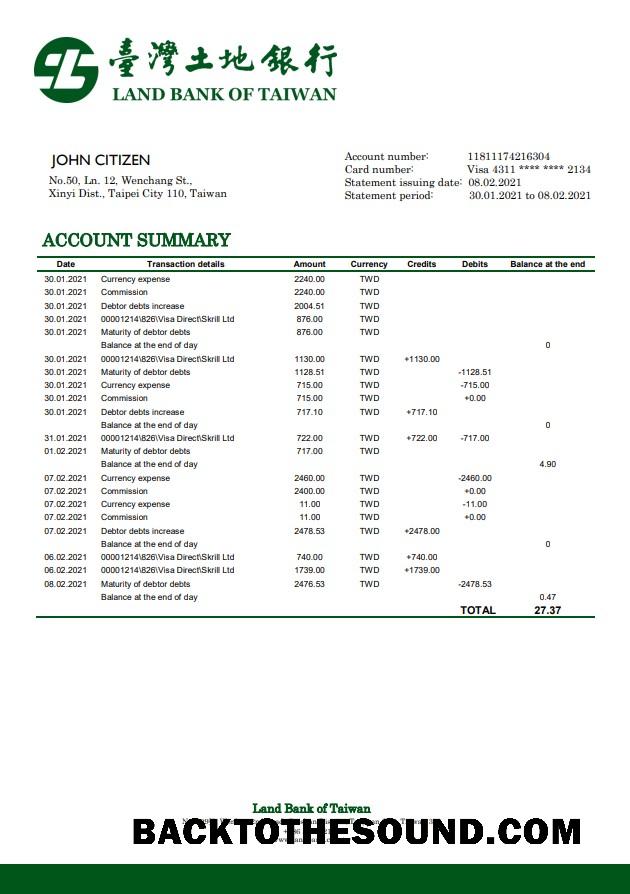 臺灣土地銀行
LAND BANK OF TAIWAN
JOHN CITIZEN
No.50, Ln. 12, Wenchang St.,
Xinyi Dist., Taipei City 110, Taiwan
Account number: 11811174216304
Card number: Visa 4311 **** **** 2134
Statement issuing date: 08.02.2021
Statement period: 30.01.2021 to 08.02.2021
ACCOUNT SUMMARY
Date Transaction details Amount Currency Credits Debits Balance at the end
30.01.2021 Currency expense 2240.00 TWD
30.01.2021 Commission 2240.00 TWD
30.01.2021 Debtor debts increase 2004.51 TWD
30.01.2021 00001214\826\Visa Direct\Skrill Ltd 876.00 TWD
30.01.2021 Maturity of debtor debts 876.00 TWD
Balance at the end of day 0
30.01.2021 00001214\826\Visa Direct\Skrill Ltd 1130.00 TWD +1130.00
30.01.2021 Maturity of debtor debts 1128.51 TWD -1128.51
30.01.2021 Currency expense 715.00 TWD -715.00
30.01.2021 Commission 715.00 TWD +0.00
30.01.2021 Debtor debts increase 717.10 TWD +717.10
Balance at the end of day 0
31.01.2021 00001214\826\Visa Direct\Skrill Ltd 722.00 TWD +722.00 -717.00
01.02.2021 Maturity of debtor debts 717.00 TWD
Balance at the end of day 4.90
07.02.2021 Currency expense 2460.00 TWD -2460.00
07.02.2021 Commission 2400.00 TWD +0.00
07.02.2021 Currency expense 11.00 TWD -11.00
07.02.2021 Commission 11.00 TWD +0.00
07.02.2021 Debtor debts increase 2478.53 TWD +2478.00
Balance at the end of day 0
06.02.2021 00001214\826\Visa Direct\Skrill Ltd 740.00 TWD +740.00
06.02.2021 00001214\826\Visa Direct\Skrill Ltd 1739.00 TWD +1739.00
08.02.2021 Maturity of debtor debts 2476.53 TWD -2478.53
Balance at the end of day 0.47
TOTAL 27.37
Land Bank of Taiwan
BACKTOTHESOUND.COM